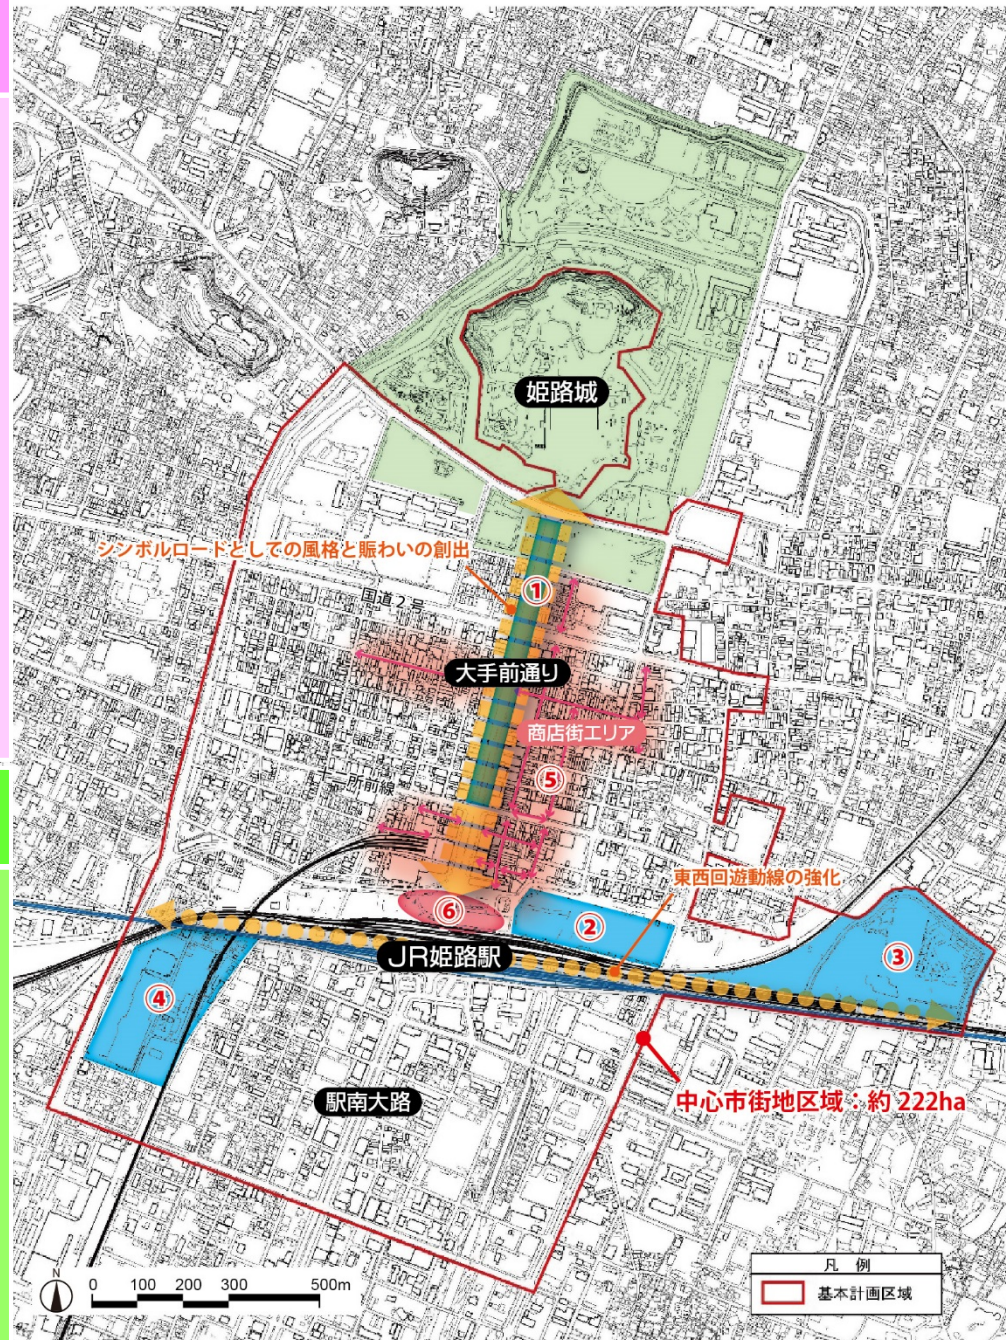 姫路城
シンボルロードとしての風格と賑わいの創出
①
国道2号
大手前通り
商店街エリア
⑤
十二所前線
東西回遊動線の強化
⑥
②
JR姫路駅
③
④
駅南大路
中心市街地区域：約 222ha
凡 例
基本計画区域
N
0 100 200 300 500m